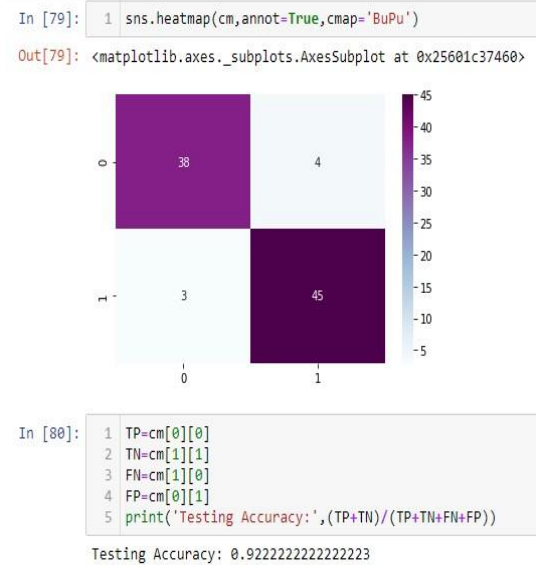 In [79]: 1 sns.heatmap(cm,annot=True,cmap='BuPu')
Out[79]: <matplotlib.axes._subplots.AxesSubplot at 0x25601c37460>
45
40
0 38 4
35
30
25
20
1 3 45
15
10
5
0 1
In [80]: 1 TP=cm[0][0]
2 TN=cm[1][1]
3 FN=cm[1][0]
4 FP=cm[0][1]
5 print('Testing Accuracy:',(TP+TN)/(TP+TN+FN+FP))
Testing Accuracy: 0.9222222222222223